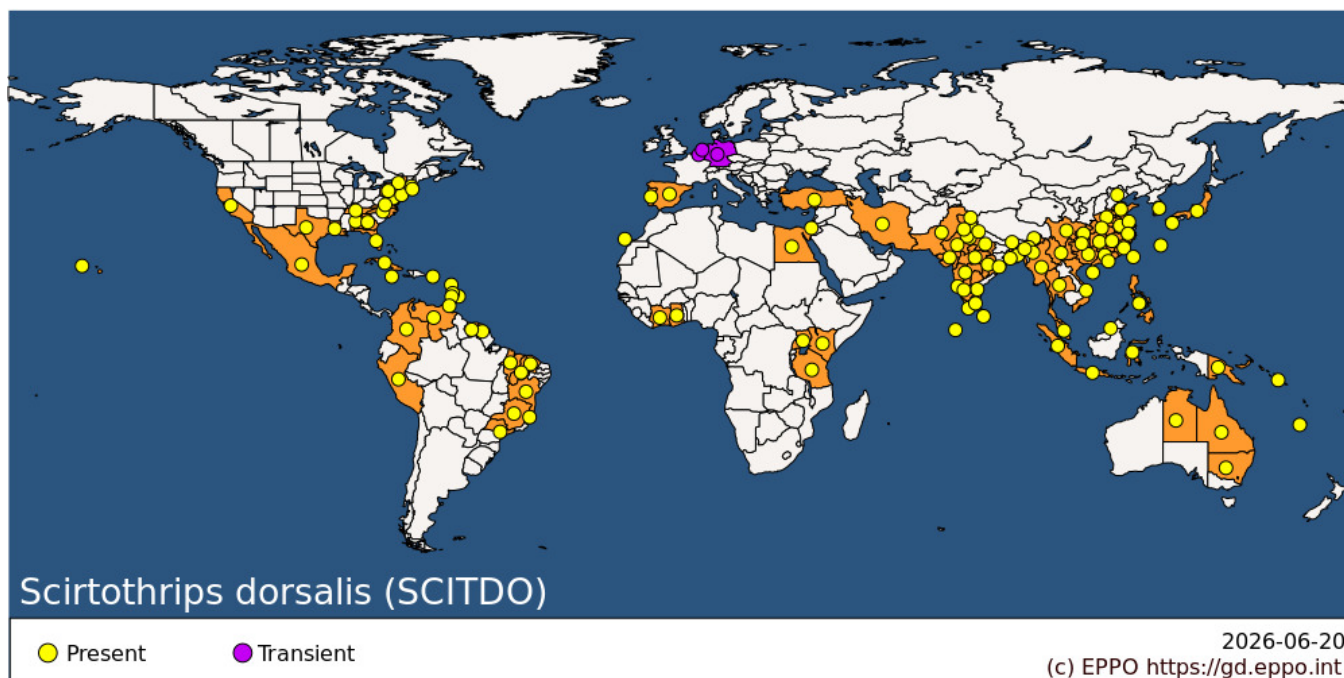 Scirtothrips dorsalis (SCITDO)
Present
Transient
2026-06-20
(c) EPPO https://gd.eppo.int